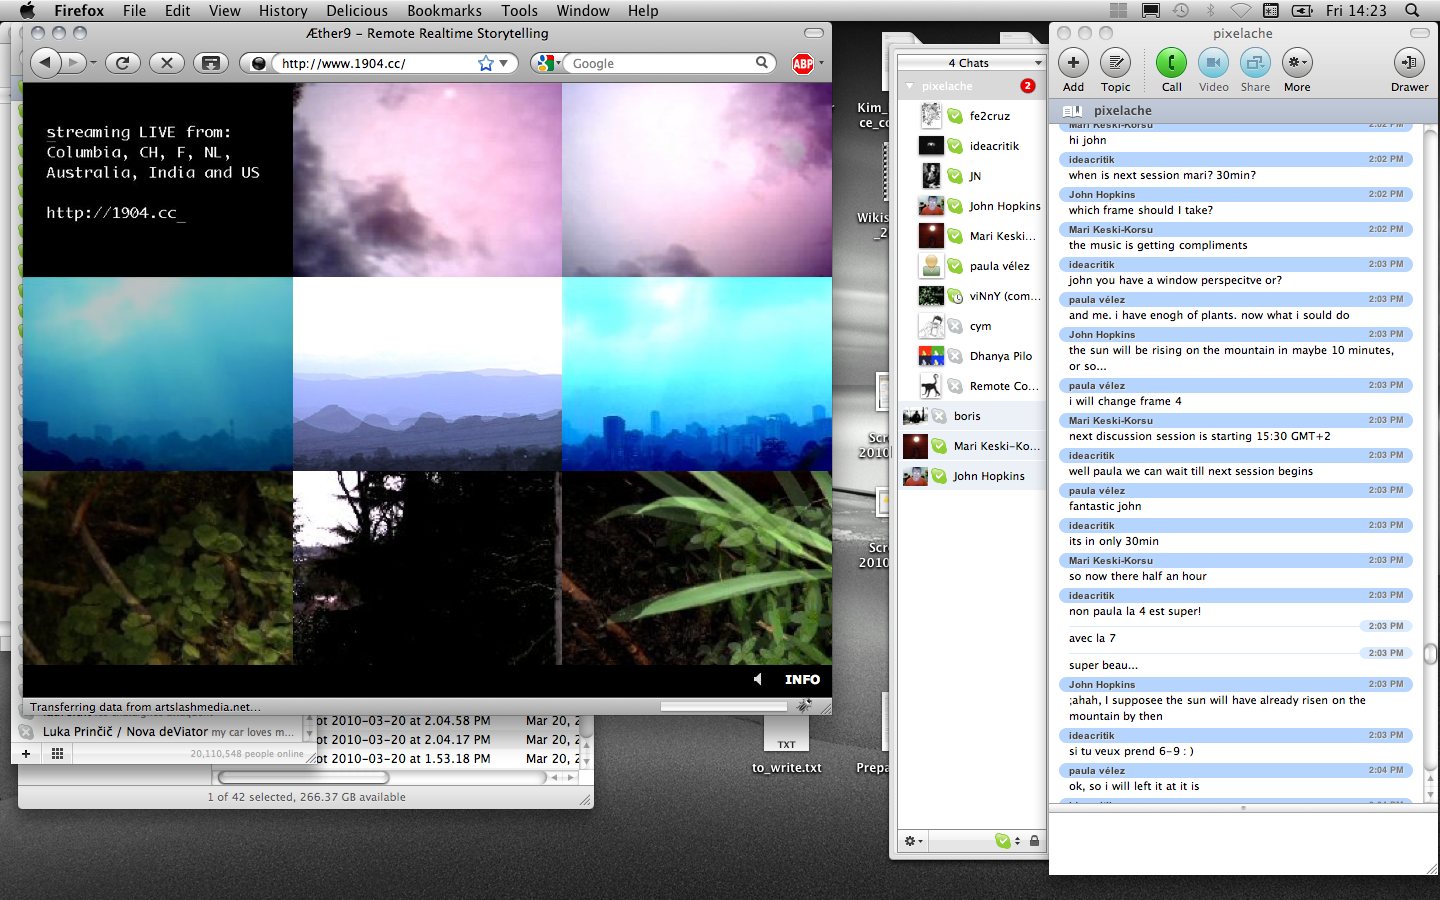 Firefox File Edit View History Delicious Bookmarks Tools Window Help
Fri 14:23
Æther9 - Remote Realtime Storytelling
http://www.1904.cc/
Google
ABP
streaming LIVE from:
Columbia, CH, F, NL,
Australia, India and US
http://1904.cc_
INFO
Transferring data from artslashmedia.net...
Luka Prinčič / Nova deViator my car loves m...
20,110,548 people online
ot 2010-03-20 at 2.04.58 PM Mar 20, 2
ot 2010-03-20 at 2.04.17 PM Mar 20, 2
ot 2010-03-20 at 1.53.18 PM Mar 20, 2
1 of 42 selected, 266.37 GB available
Kim_
ce_co
Wikis
_2
Scr
2010
Scr
2010
TXT
to_write.txt
Prepa
4 Chats
pixelache
2
fe2cruz
ideacritik
JN
John Hopkins
Mari Keski...
paula vélez
viNnY (com...
cym
Dhanya Pilo
Remote Co...
boris
Mari Keski-Ko...
John Hopkins
pixelache
Add Topic Call Video Share More Drawer
pixelache
Mari Keski-Korsu 2:02 PM
hi john
ideacritik 2:02 PM
when is next session mari? 30min?
John Hopkins 2:02 PM
which frame should I take?
Mari Keski-Korsu 2:02 PM
the music is getting compliments
ideacritik 2:03 PM
john you have a window perspecitve or?
paula vélez 2:03 PM
and me. i have enogh of plants. now what i sould do
John Hopkins 2:03 PM
the sun will be rising on the mountain in maybe 10 minutes,
or so...
paula vélez 2:03 PM
i will change frame 4
Mari Keski-Korsu 2:03 PM
next discussion session is starting 15:30 GMT+2
ideacritik 2:03 PM
well paula we can wait till next session begins
paula vélez 2:03 PM
fantastic john
ideacritik 2:03 PM
its in only 30min
Mari Keski-Korsu 2:03 PM
so now there half an hour
ideacritik 2:03 PM
non paula la 4 est super!
2:03 PM
avec la 7
2:03 PM
super beau...
John Hopkins 2:03 PM
;ahah, I supposee the sun will have already risen on the
mountain by then
ideacritik 2:03 PM
si tu veux prend 6-9 : )
paula vélez 2:04 PM
ok, so i will left it at it is